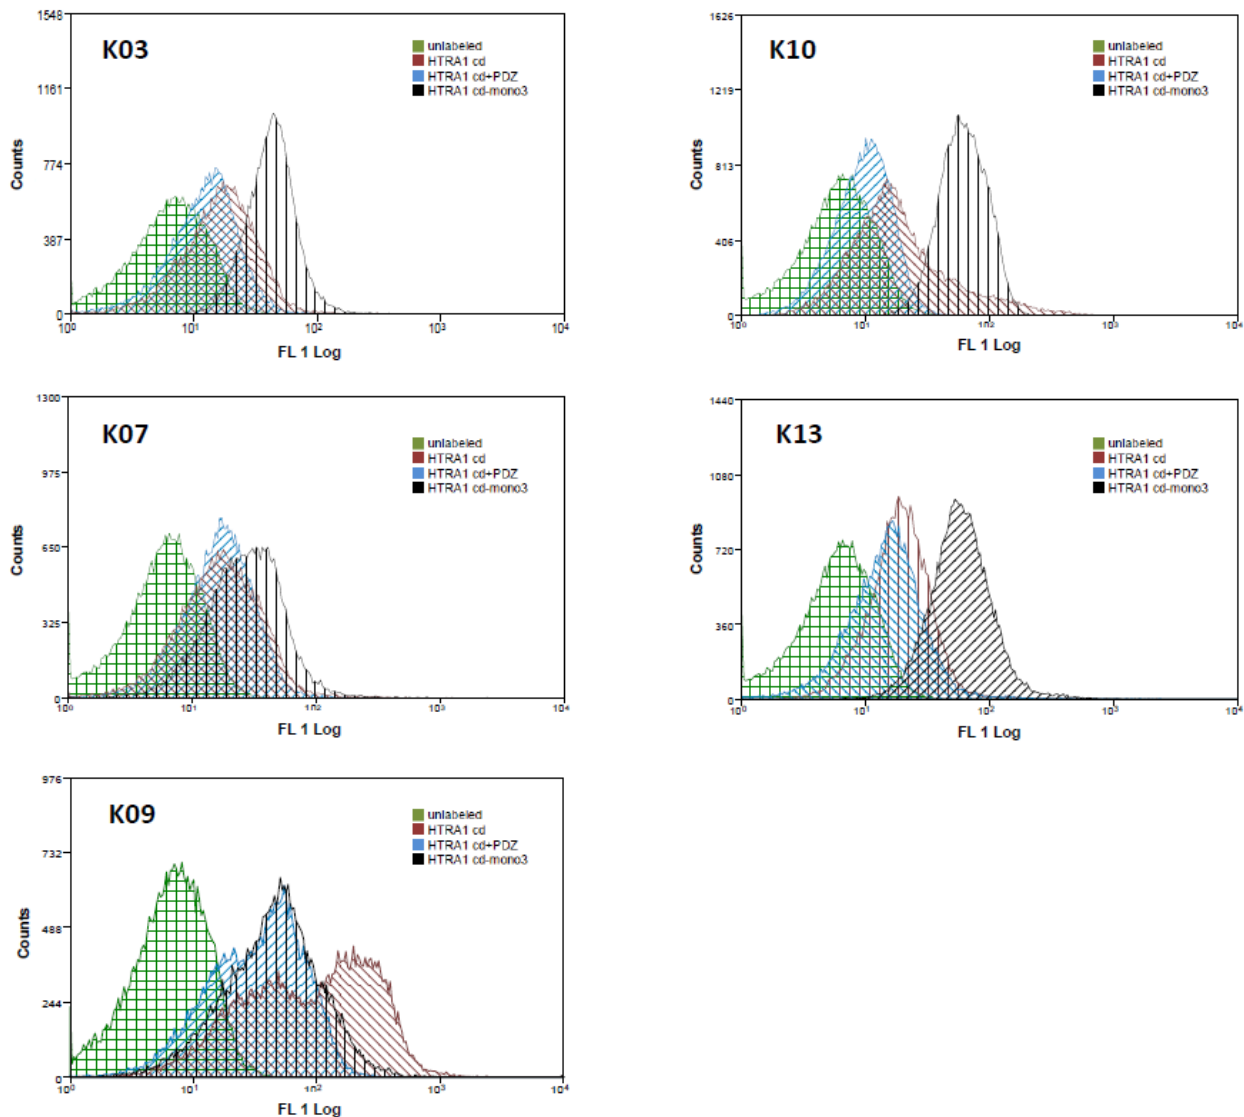 K03
unlabeled
HTRA1 cd
HTRA1 cd+PDZ
HTRA1 cd-mono3
1548
1161
774
387
0
Counts
10⁰ 10¹ 10² 10³ 10⁴
FL 1 Log
K10
unlabeled
HTRA1 cd
HTRA1 cd+PDZ
HTRA1 cd-mono3
1626
1219
813
406
0
Counts
10⁰ 10¹ 10² 10³ 10⁴
FL 1 Log
K07
unlabeled
HTRA1 cd
HTRA1 cd+PDZ
HTRA1 cd-mono3
1300
975
650
325
0
Counts
10⁰ 10¹ 10² 10³ 10⁴
FL 1 Log
K13
unlabeled
HTRA1 cd
HTRA1 cd+PDZ
HTRA1 cd-mono3
1440
1080
720
360
0
Counts
10⁰ 10¹ 10² 10³ 10⁴
FL 1 Log
K09
unlabeled
HTRA1 cd
HTRA1 cd+PDZ
HTRA1 cd-mono3
976
732
488
244
0
Counts
10⁰ 10¹ 10² 10³ 10⁴
FL 1 Log